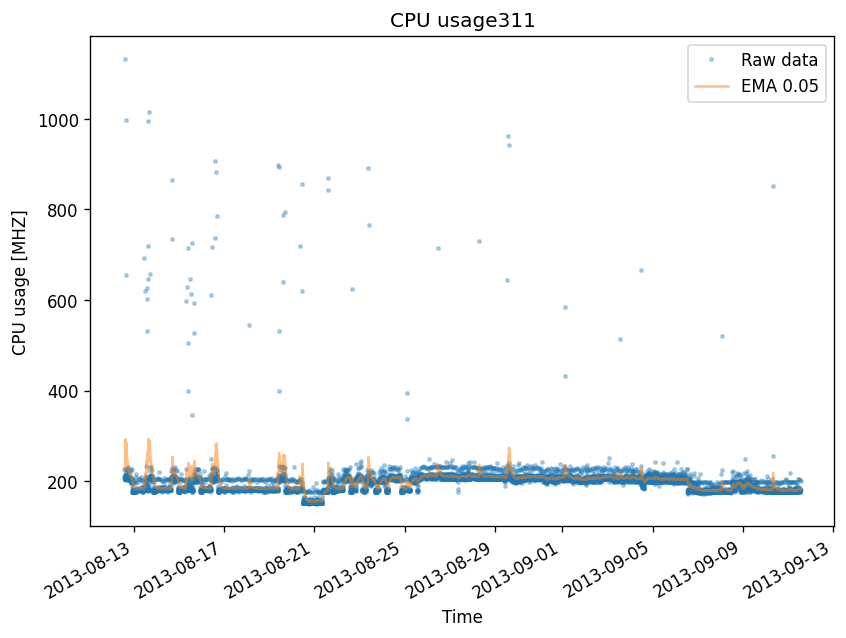 CPU usage311
Raw data
EMA 0.05
CPU usage [MHZ]
1000
800
600
400
200
2013-08-13
2013-08-17
2013-08-21
2013-08-25
2013-08-29
2013-09-01
2013-09-05
2013-09-09
2013-09-13
Time